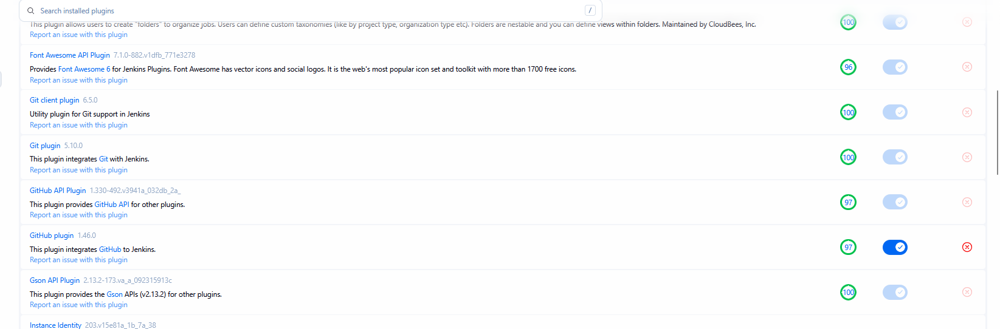 Search installed plugins /
This plugin allows users to create "folders" to organize jobs. Users can define custom taxonomies (like by project type, organization type etc). Folders are nestable and you can define views within folders. Maintained by CloudBees, Inc.
100
Report an issue with this plugin
Font Awesome API Plugin 7.1.0-882.v1dfb_771e3278
Provides Font Awesome 6 for Jenkins Plugins. Font Awesome has vector icons and social logos. It is the web's most popular icon set and toolkit with more than 1700 free icons.
96
Report an issue with this plugin
Git client plugin 6.5.0
Utility plugin for Git support in Jenkins
100
Report an issue with this plugin
Git plugin 5.10.0
This plugin integrates Git with Jenkins.
100
Report an issue with this plugin
GitHub API Plugin 1.330-492.v3941a_032db_2a_
This plugin provides GitHub API for other plugins.
97
Report an issue with this plugin
GitHub plugin 1.46.0
This plugin integrates GitHub to Jenkins.
97
Report an issue with this plugin
Gson API Plugin 2.13.2-173.va_a_092315913c
This plugin provides the Gson APIs (v2.13.2) for other plugins.
100
Report an issue with this plugin
Instance Identity 203.v15e81a_1b_7a_38